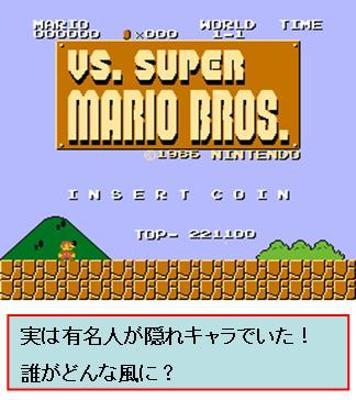 MARIO WORLD TIME
000000 ×000 1-1
VS. SUPER
MARIO BROS.
©1986 NINTENDO
INSERT COIN
TOP- 221100
実は有名人が隠れキャラでいた！
誰がどんな風に？